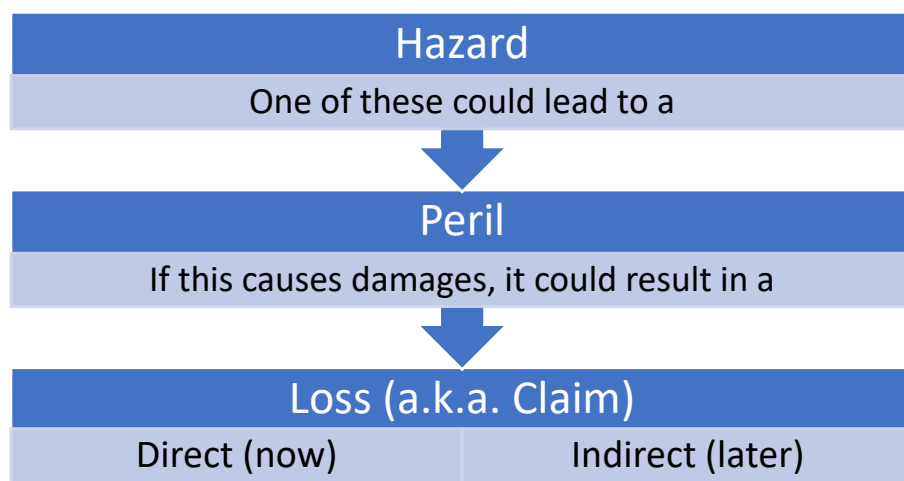 Hazard
One of these could lead to a
Peril
If this causes damages, it could result in a
Loss (a.k.a. Claim)
Direct (now)
Indirect (later)